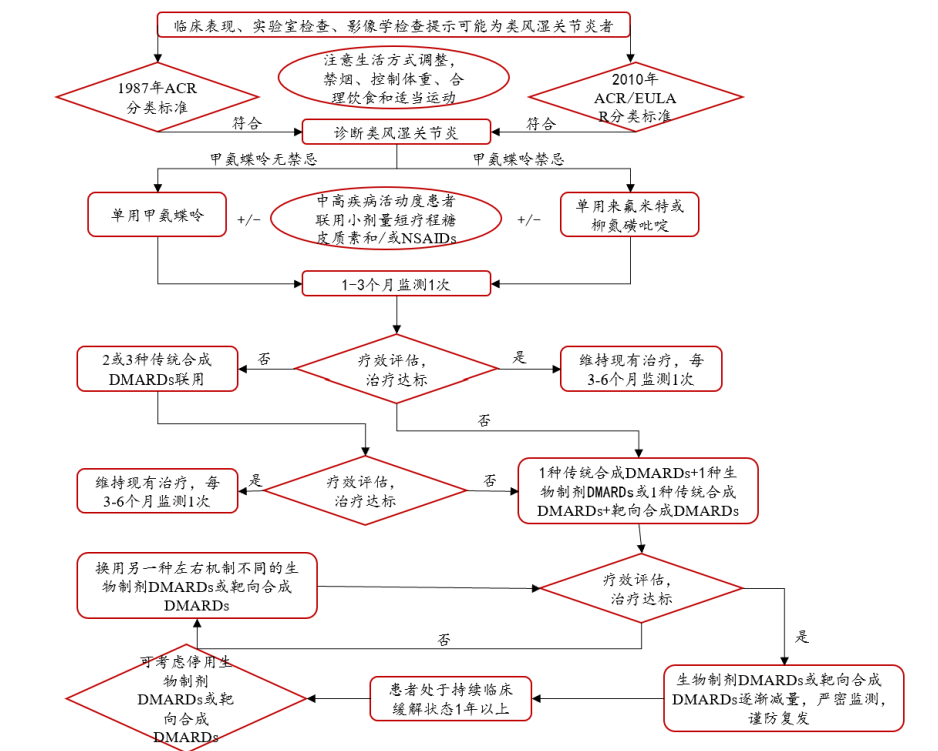 临床表现、实验室检查、影像学检查提示可能为类风湿关节炎者
注意生活方式调整，
禁烟、控制体重、合
理饮食和适当运动
1987年ACR
分类标准
2010年
ACR/EULA
R分类标准
符合
诊断类风湿关节炎
符合
甲氨蝶呤无禁忌
甲氨蝶呤禁忌
单用甲氨蝶呤
+/−
中高疾病活动度患者
联用小剂量短疗程糖
皮质素和/或NSAIDs
+/−
单用来氟米特或
柳氮磺吡啶
1-3个月监测1次
2或3种传统合成
DMARDs联用
否
疗效评估，
治疗达标
是
维持现有治疗，每
3-6个月监测1次
否
维持现有治疗，每
3-6个月监测1次
是
疗效评估，
治疗达标
否
1种传统合成DMARDs+1种生
物制剂DMARDs或1种传统合成
DMARDs+靶向合成DMARDs
换用另一种左右机制不同的生
物制剂DMARDs或靶向合成
DMARDs
疗效评估，
治疗达标
否
是
可考虑停用生
物制剂
DMARDs或靶
向合成
DMARDs
患者处于持续临床
缓解状态1年以上
生物制剂DMARDs或靶向合成
DMARDs逐渐减量，严密监测，
谨防复发